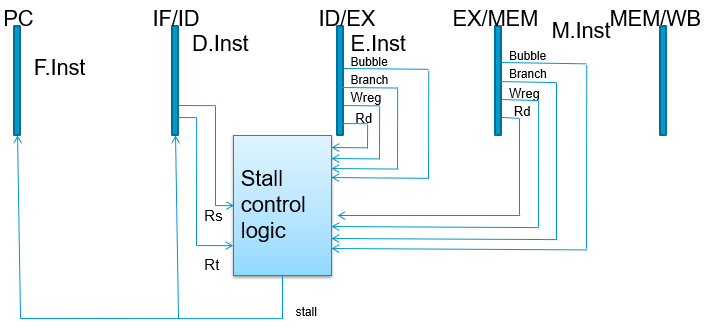 PC
IF/ID
ID/EX
EX/MEM
MEM/WB
F.Inst
D.Inst
E.Inst
M.Inst
Bubble
Branch
Wreg
Rd
Bubble
Branch
Wreg
Rd
Stall
control
logic
Rs
Rt
stall